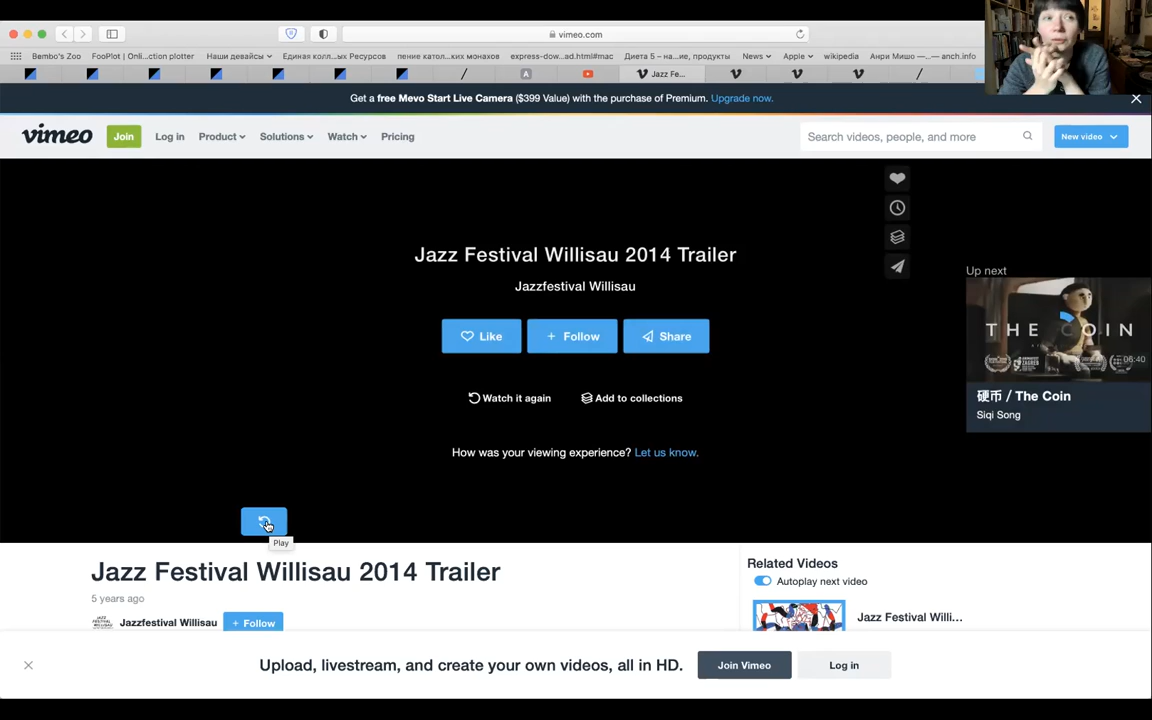 vimeo.com
Bembo's Zoo
FooPlot | Onli...ction plotter
Наши девайсы
Единая колл...ых Ресурсов
пение катол...ких монахов
express-dow...ad.html#mac
Диета 5 – на...ие, продукты
News
Apple
wikipedia
Анри Мишо —... — anch.info
A
Jazz Fe...
Get a free Mevo Start Live Camera ($399 Value) with the purchase of Premium. Upgrade now.
vimeo
Join
Log in
Product
Solutions
Watch
Pricing
Search videos, people, and more
New video
Jazz Festival Willisau 2014 Trailer
Jazzfestival Willisau
Like
+ Follow
Share
Watch it again
Add to collections
How was your viewing experience? Let us know.
Up next
THE COIN
06:40
硬币 / The Coin
Siqi Song
Play
Jazz Festival Willisau 2014 Trailer
5 years ago
JAZZ
FESTIVAL
WILLISAU
Jazzfestival Willisau
+ Follow
Related Videos
Autoplay next video
Jazz Festival Willi...
Upload, livestream, and create your own videos, all in HD.
Join Vimeo
Log in